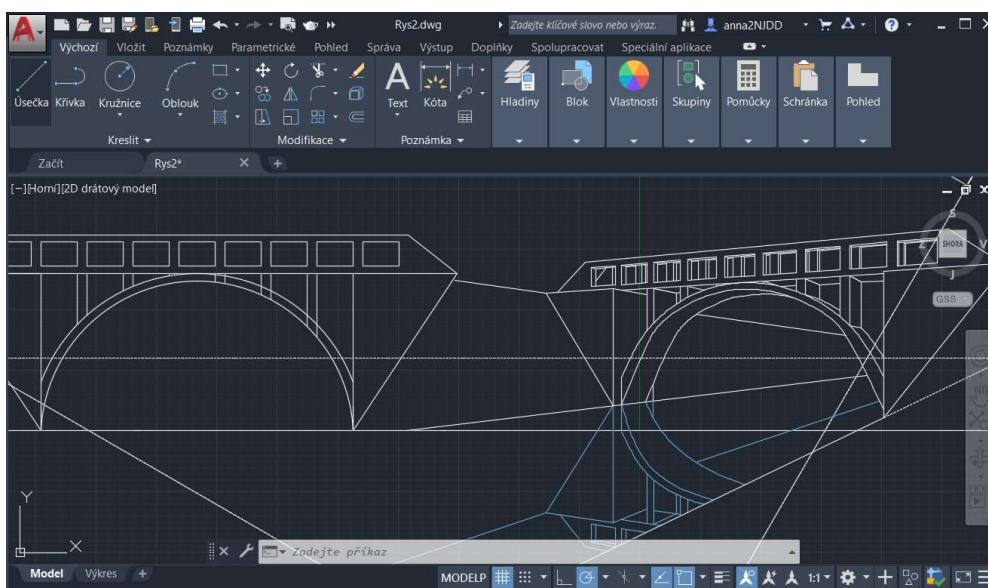 A
Rys2.dwg
Zadejte klíčové slovo nebo výraz.
anna2NJDD
?
Výchozí Vložit Poznámky Parametrické Pohled Správa Výstup Doplňky Spolupracovat Speciální aplikace
Úsečka Křivka Kružnice Oblouk
A
Text Kóta Hladiny Blok Vlastnosti Skupiny Pomůcky Schránka Pohled
Kreslit Modifikace Poznámka
Začít Rys2* × +
[−][Horní][2D drátový model]
S
Z SHORA V
J
GSS
Y
X
Zadejte příkaz
Model Výkres +
MODELP 1:1